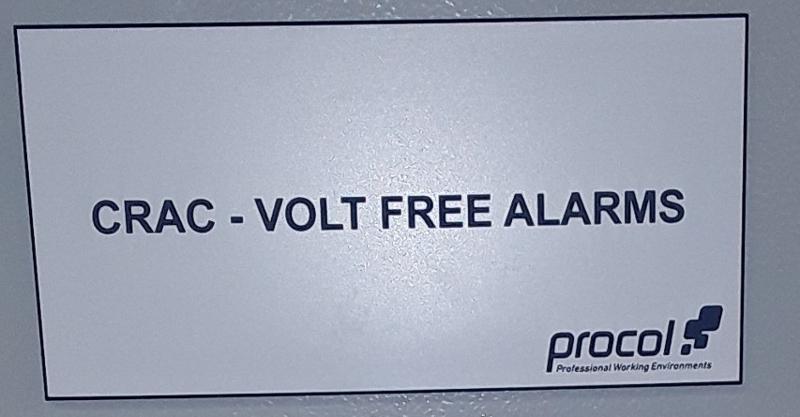 CRAC - VOLT FREE ALARMS
procol
Professional Working Environments